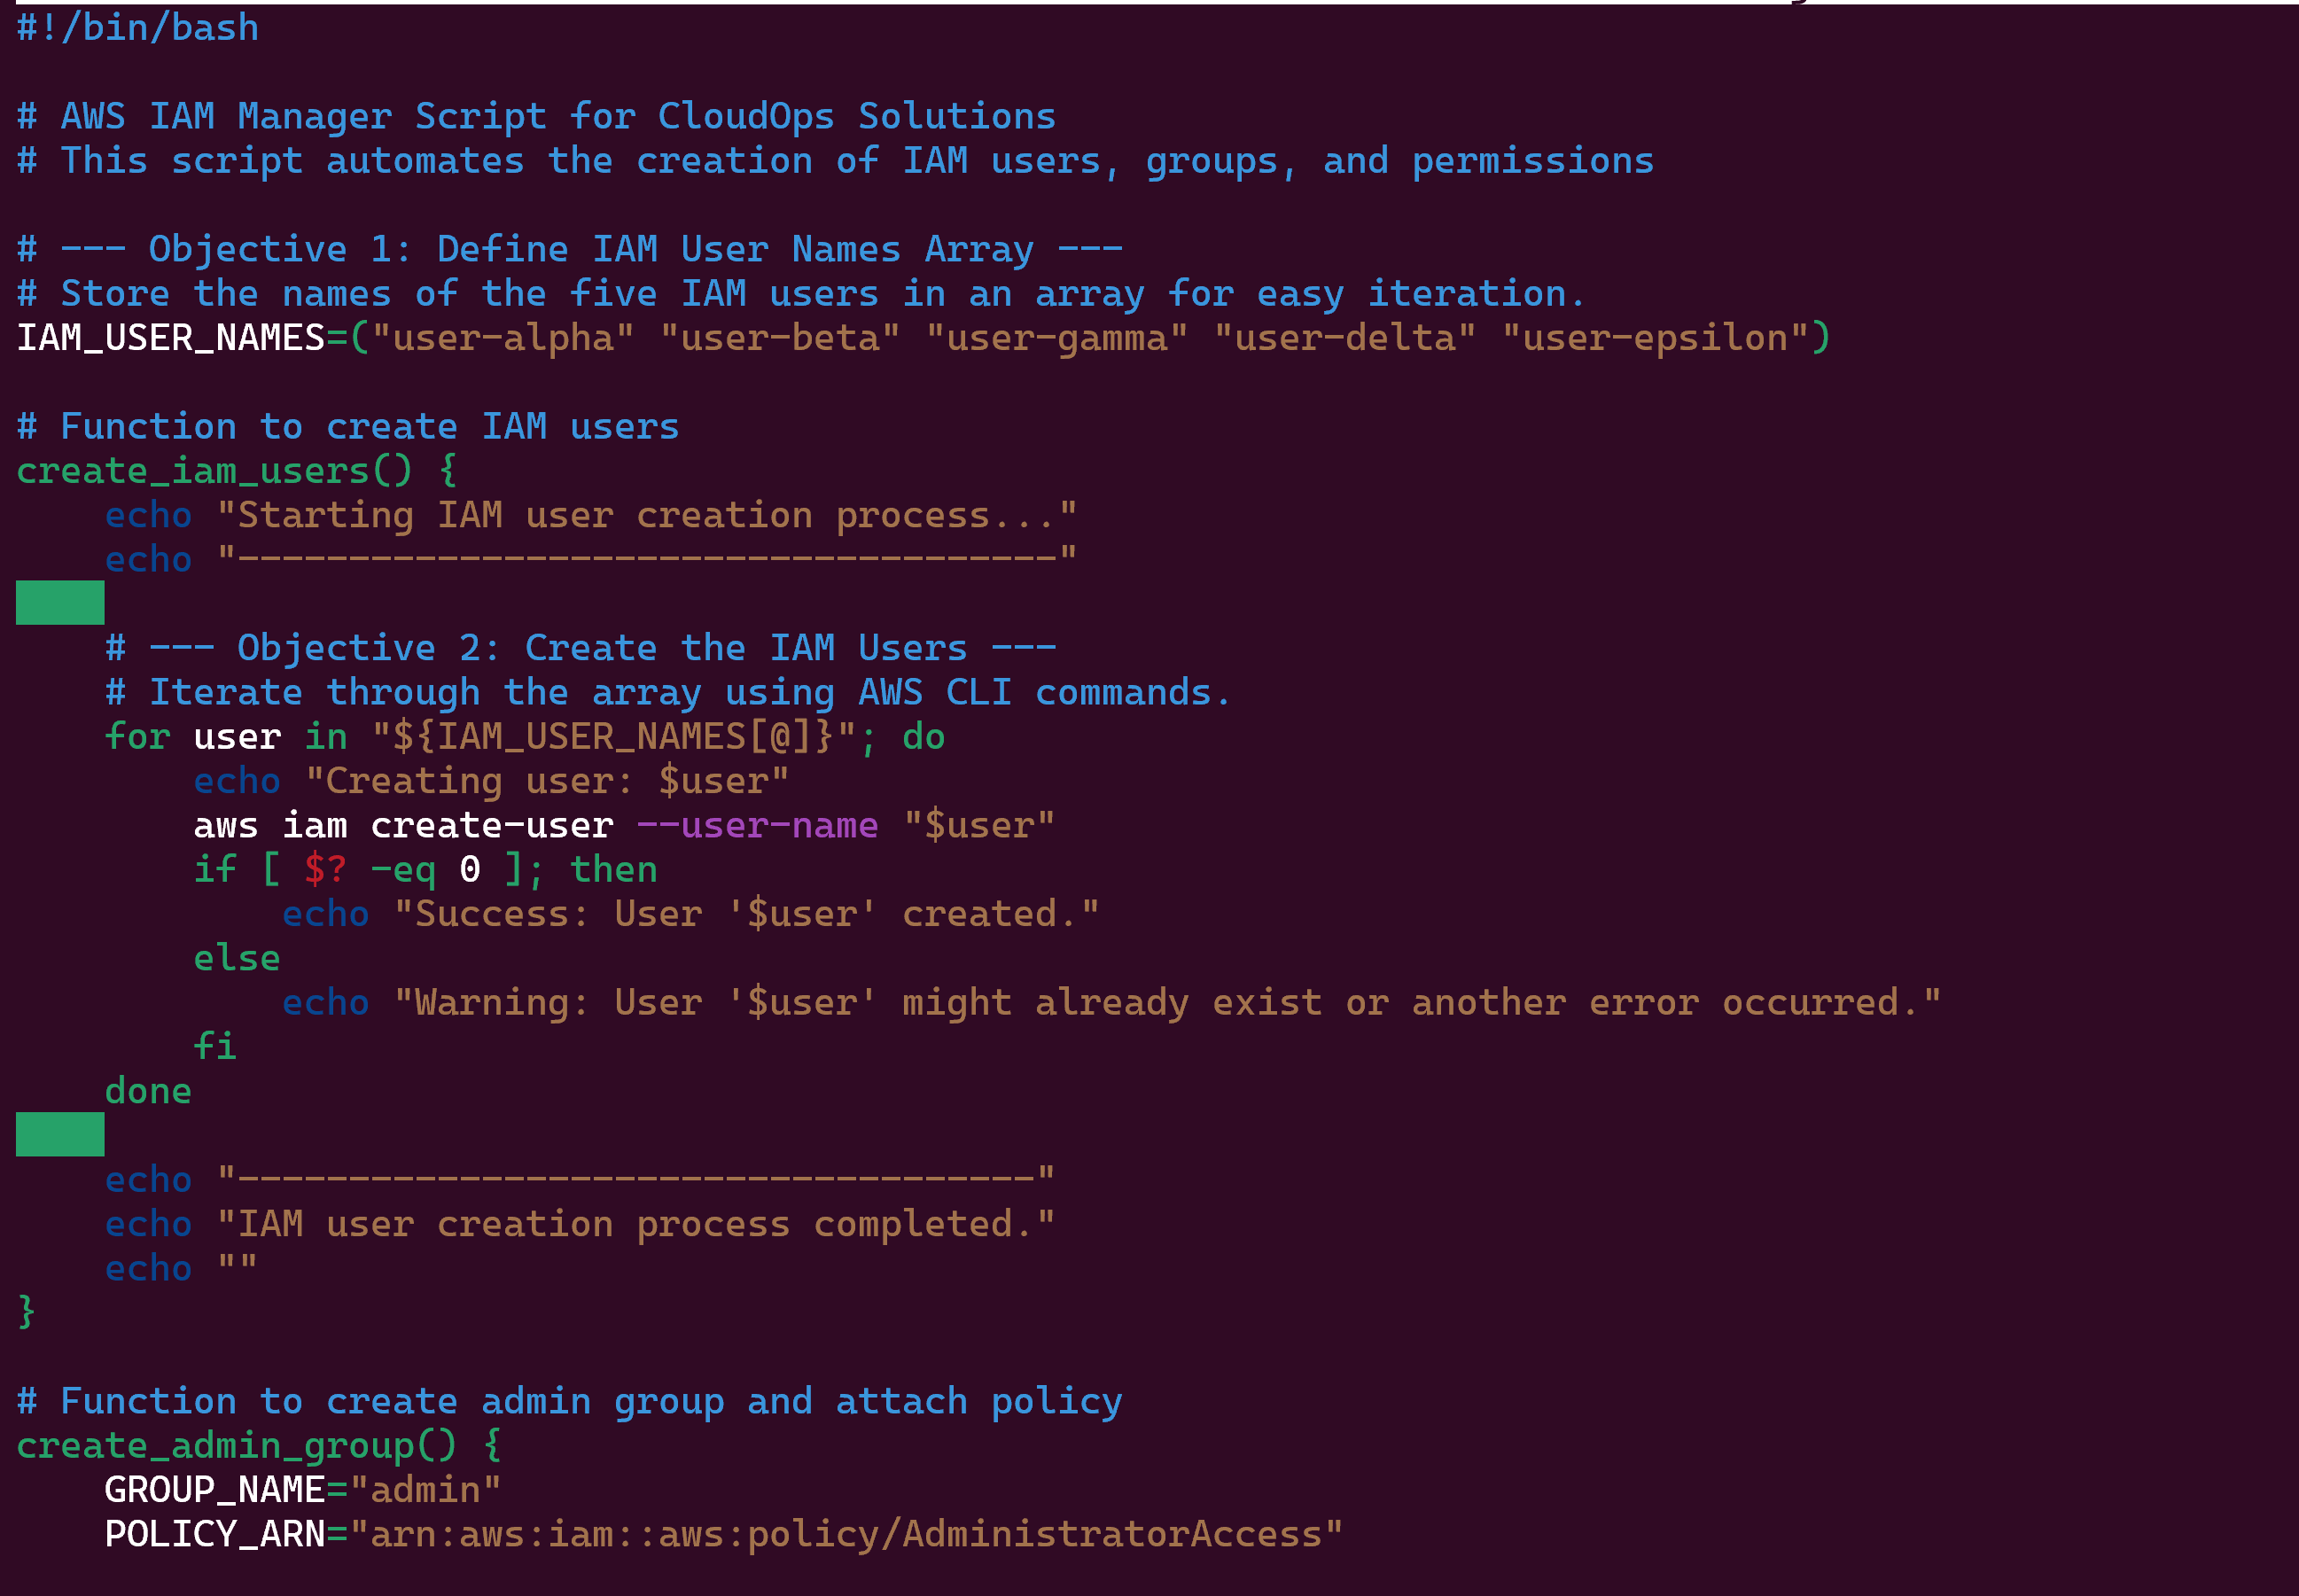 #!/bin/bash

# AWS IAM Manager Script for CloudOps Solutions
# This script automates the creation of IAM users, groups, and permissions

# --- Objective 1: Define IAM User Names Array ---
# Store the names of the five IAM users in an array for easy iteration.
IAM_USER_NAMES=("user-alpha" "user-beta" "user-gamma" "user-delta" "user-epsilon")

# Function to create IAM users
create_iam_users() {
    echo "Starting IAM user creation process..."
    echo "-------------------------------------"

    # --- Objective 2: Create the IAM Users ---
    # Iterate through the array using AWS CLI commands.
    for user in "${IAM_USER_NAMES[@]}"; do
        echo "Creating user: $user"
        aws iam create-user --user-name "$user"
        if [ $? -eq 0 ]; then
            echo "Success: User '$user' created."
        else
            echo "Warning: User '$user' might already exist or another error occurred."
        fi
    done

    echo "------------------------------------"
    echo "IAM user creation process completed."
    echo ""
}

# Function to create admin group and attach policy
create_admin_group() {
    GROUP_NAME="admin"
    POLICY_ARN="arn:aws:iam::aws:policy/AdministratorAccess"